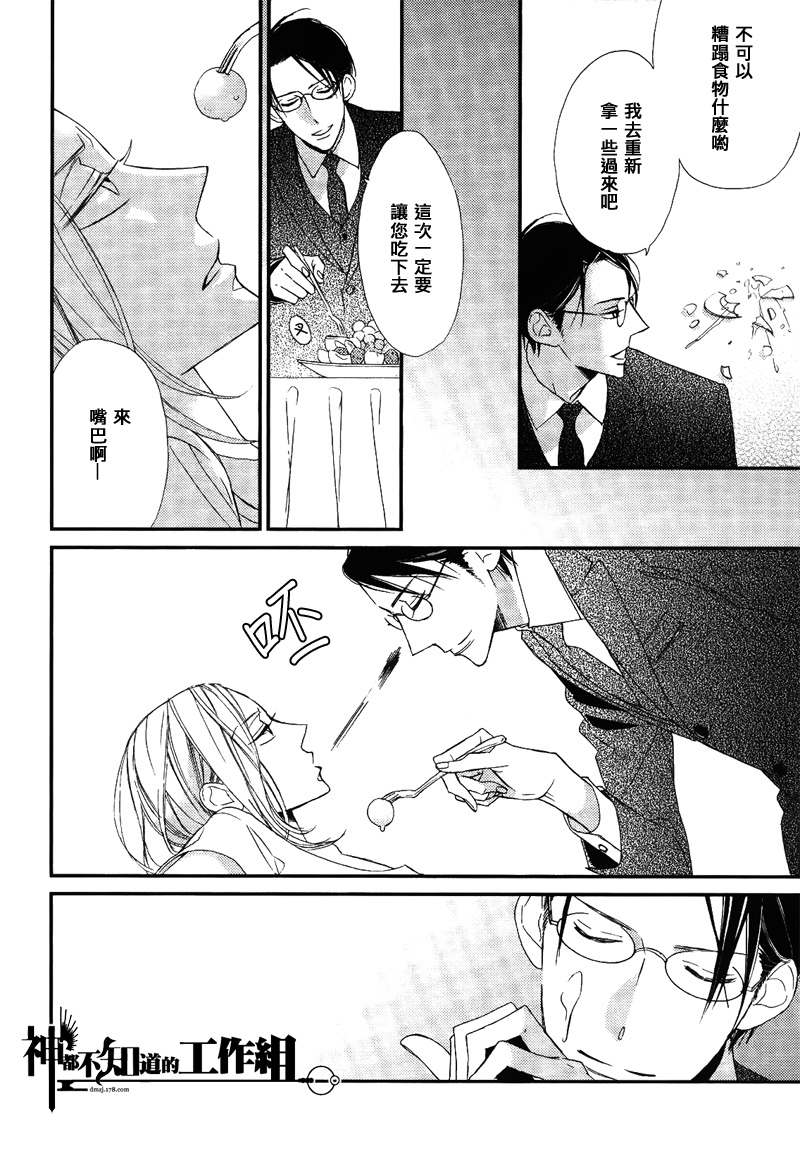 不可以
糟蹋食物什麼喲
我去重新
拿一些過來吧
這次一定要
讓您吃下去
叉
來
嘴巴啊—
呸
神都不知道的工作組
dmzj.178.com